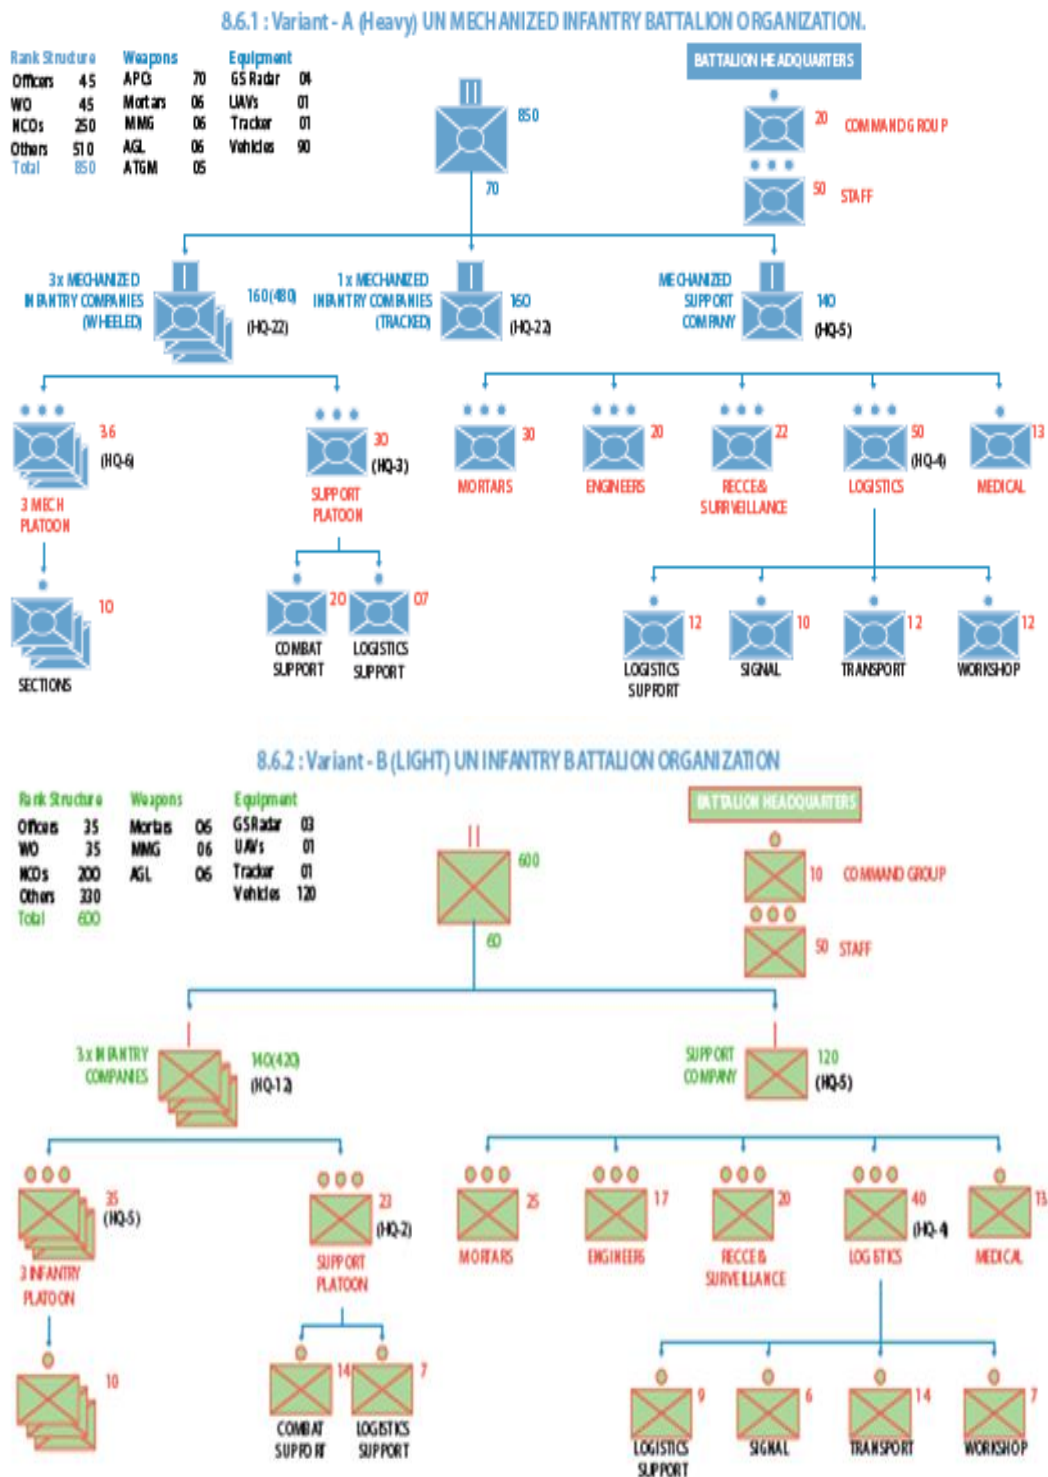 8.6.1 : Variant - A (Heavy) UN MECHANIZED INFANTRY BATTALION ORGANIZATION.
Rank Structure
Officers 45
WO 45
NCOs 250
Others 510
Total 850
Weapons
APCs 70
Mortars 06
MMG 06
AGL 06
ATGM 05
Equipment
GS Radar 04
UAVs 01
Tracker 01
Vehicles 90
BATTALION HEADQUARTERS
20 COMMAND GROUP
50 STAFF
850
70
3 x MECHANIZED
INFANTRY COMPANIES
(WHEELED)
160(480)
(HQ-22)
1 x MECHANIZED
INFANTRY COMPANIES
(TRACKED)
160
(HQ-22)
MECHANIZED
SUPPORT
COMPANY
140
(HQ-5)
36
(HQ-6)
3 MECH
PLATOON
30
(HQ-3)
SUPPORT
PLATOON
30
MORTARS
20
ENGINEERS
22
RECCE &
SURRVEILLANCE
50
(HQ-4)
LOGISTICS
13
MEDICAL
10
SECTIONS
20
COMBAT
SUPPORT
07
LOGISTICS
SUPPORT
12
LOGISTICS
SUPPORT
10
SIGNAL
12
TRANSPORT
12
WORKSHOP
8.6.2 : Variant - B (LIGHT) UN INFANTRY BATTALION ORGANIZATION
Rank Structure
Officers 35
WO 35
NCOs 200
Others 330
Total 600
Weapons
Mortars 06
MMG 06
AGL 06
Equipment
GS Radar 03
UAVs 01
Tracker 01
Vehicles 120
BATTALION HEADQUARTERS
10 COMMAND GROUP
50 STAFF
600
60
3 x INFANTRY
COMPANIES
140(420)
(HQ-12)
SUPPORT
COMPANY
120
(HQ-5)
35
(HQ-5)
3 INFANTRY
PLATOON
23
(HQ-2)
SUPPORT
PLATOON
25
MORTARS
17
ENGINEERS
20
RECCE &
SURVEILLANCE
40
(HQ-4)
LOGISTICS
13
MEDICAL
10
14
COMBAT
SUPPORT
7
LOGISTICS
SUPPORT
9
LOGISTICS
SUPPORT
6
SIGNAL
14
TRANSPORT
7
WORKSHOP